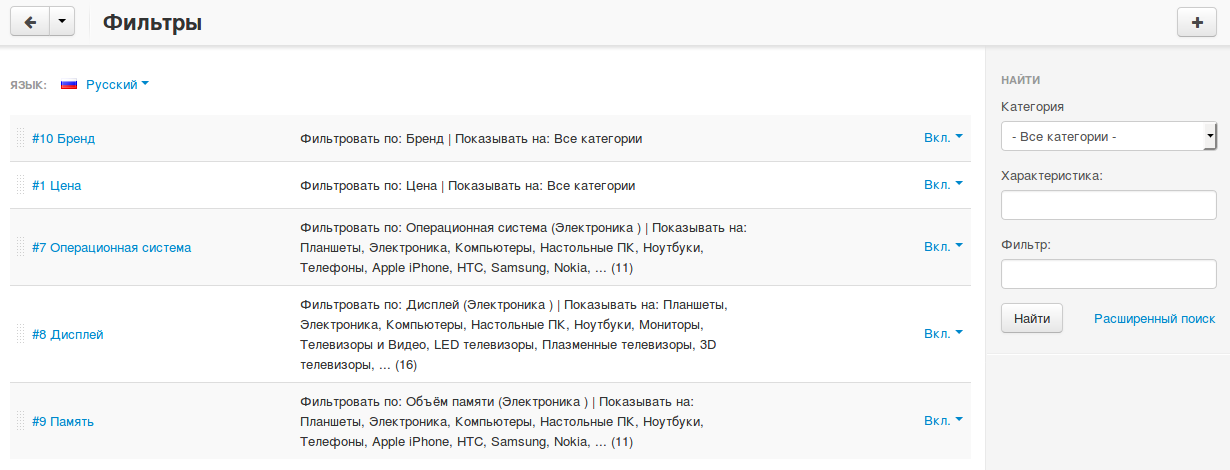 Фильтры
ЯЗЫК: Русский
#10 Бренд
Фильтровать по: Бренд | Показывать на: Все категории
Вкл.
#1 Цена
Фильтровать по: Цена | Показывать на: Все категории
Вкл.
#7 Операционная система
Фильтровать по: Операционная система (Электроника ) | Показывать на:
Планшеты, Электроника, Компьютеры, Настольные ПК, Ноутбуки,
Телефоны, Apple iPhone, HTC, Samsung, Nokia, ... (11)
Вкл.
#8 Дисплей
Фильтровать по: Дисплей (Электроника ) | Показывать на: Планшеты,
Электроника, Компьютеры, Настольные ПК, Ноутбуки, Мониторы,
Телевизоры и Видео, LED телевизоры, Плазменные телевизоры, 3D
телевизоры, ... (16)
Вкл.
#9 Память
Фильтровать по: Объём памяти (Электроника ) | Показывать на:
Планшеты, Электроника, Компьютеры, Настольные ПК, Ноутбуки,
Телефоны, Apple iPhone, HTC, Samsung, Nokia, ... (11)
Вкл.
НАЙТИ
Категория
- Все категории -
Характеристика:
Фильтр:
Найти
Расширенный поиск